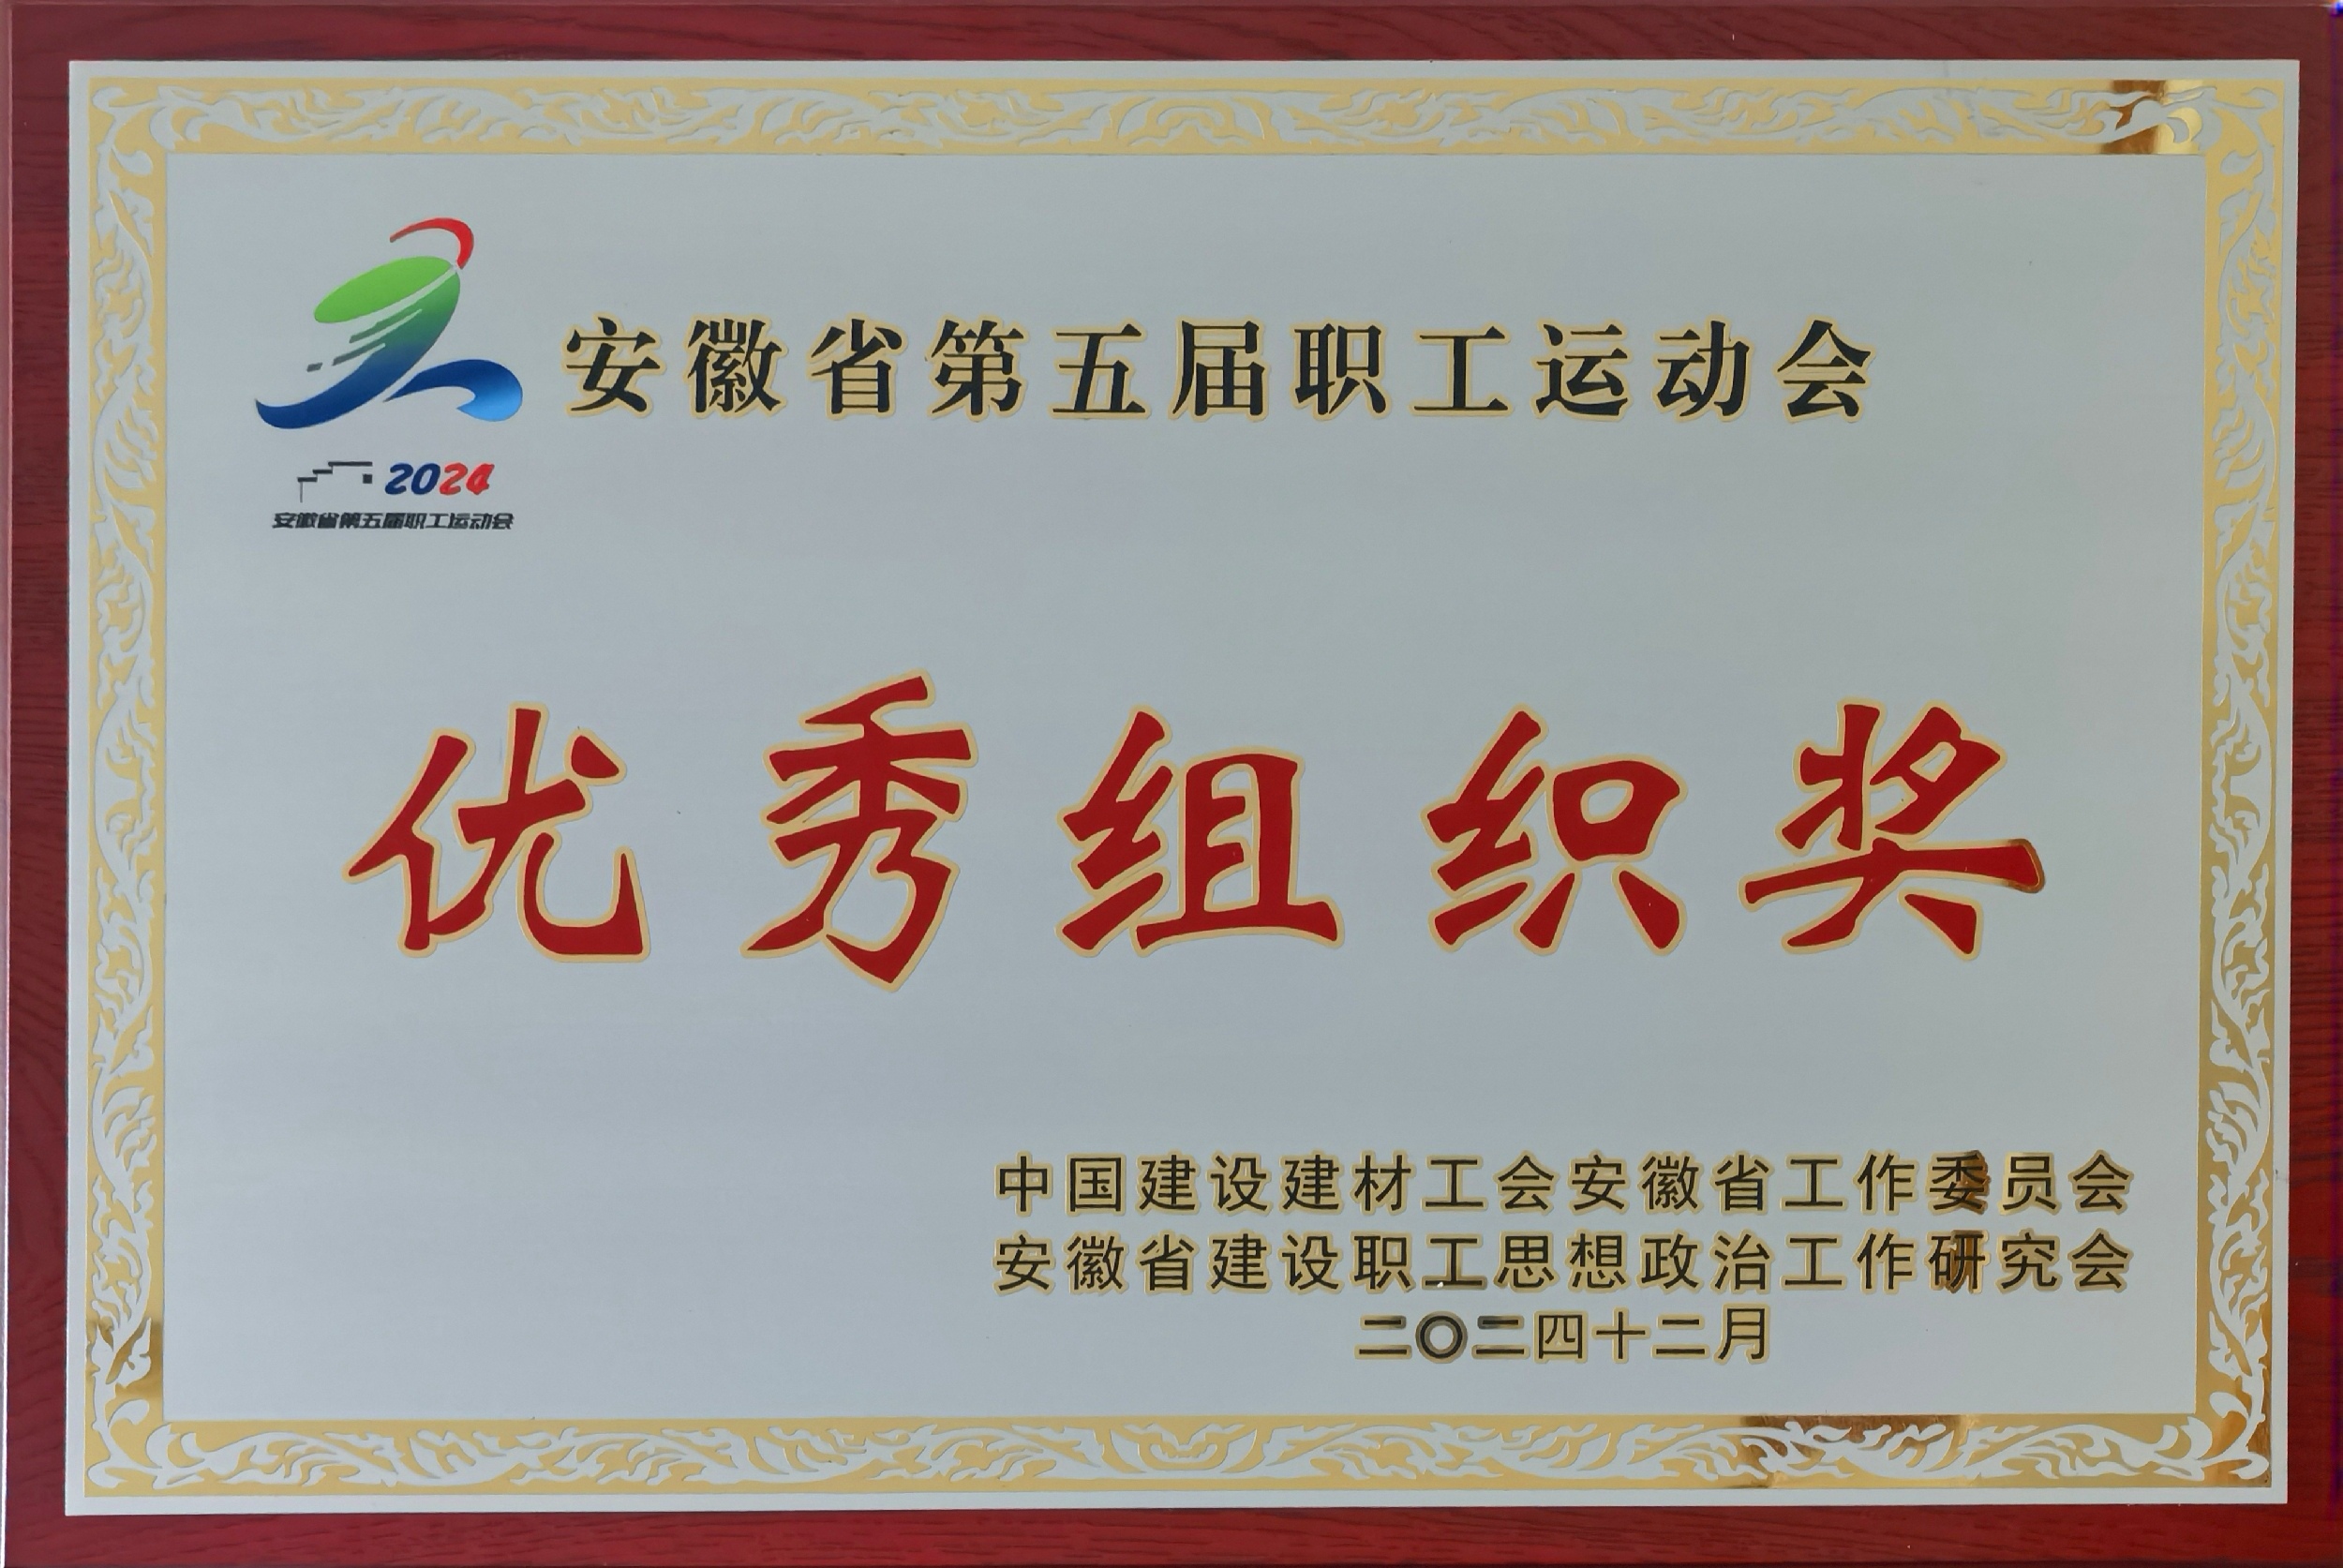 安徽省第五届职工运动会
2024
安徽省第五届职工运动会
优秀组织奖
中国建设建材工会安徽省工作委员会
安徽省建设职工思想政治工作研究会
二〇二四十二月